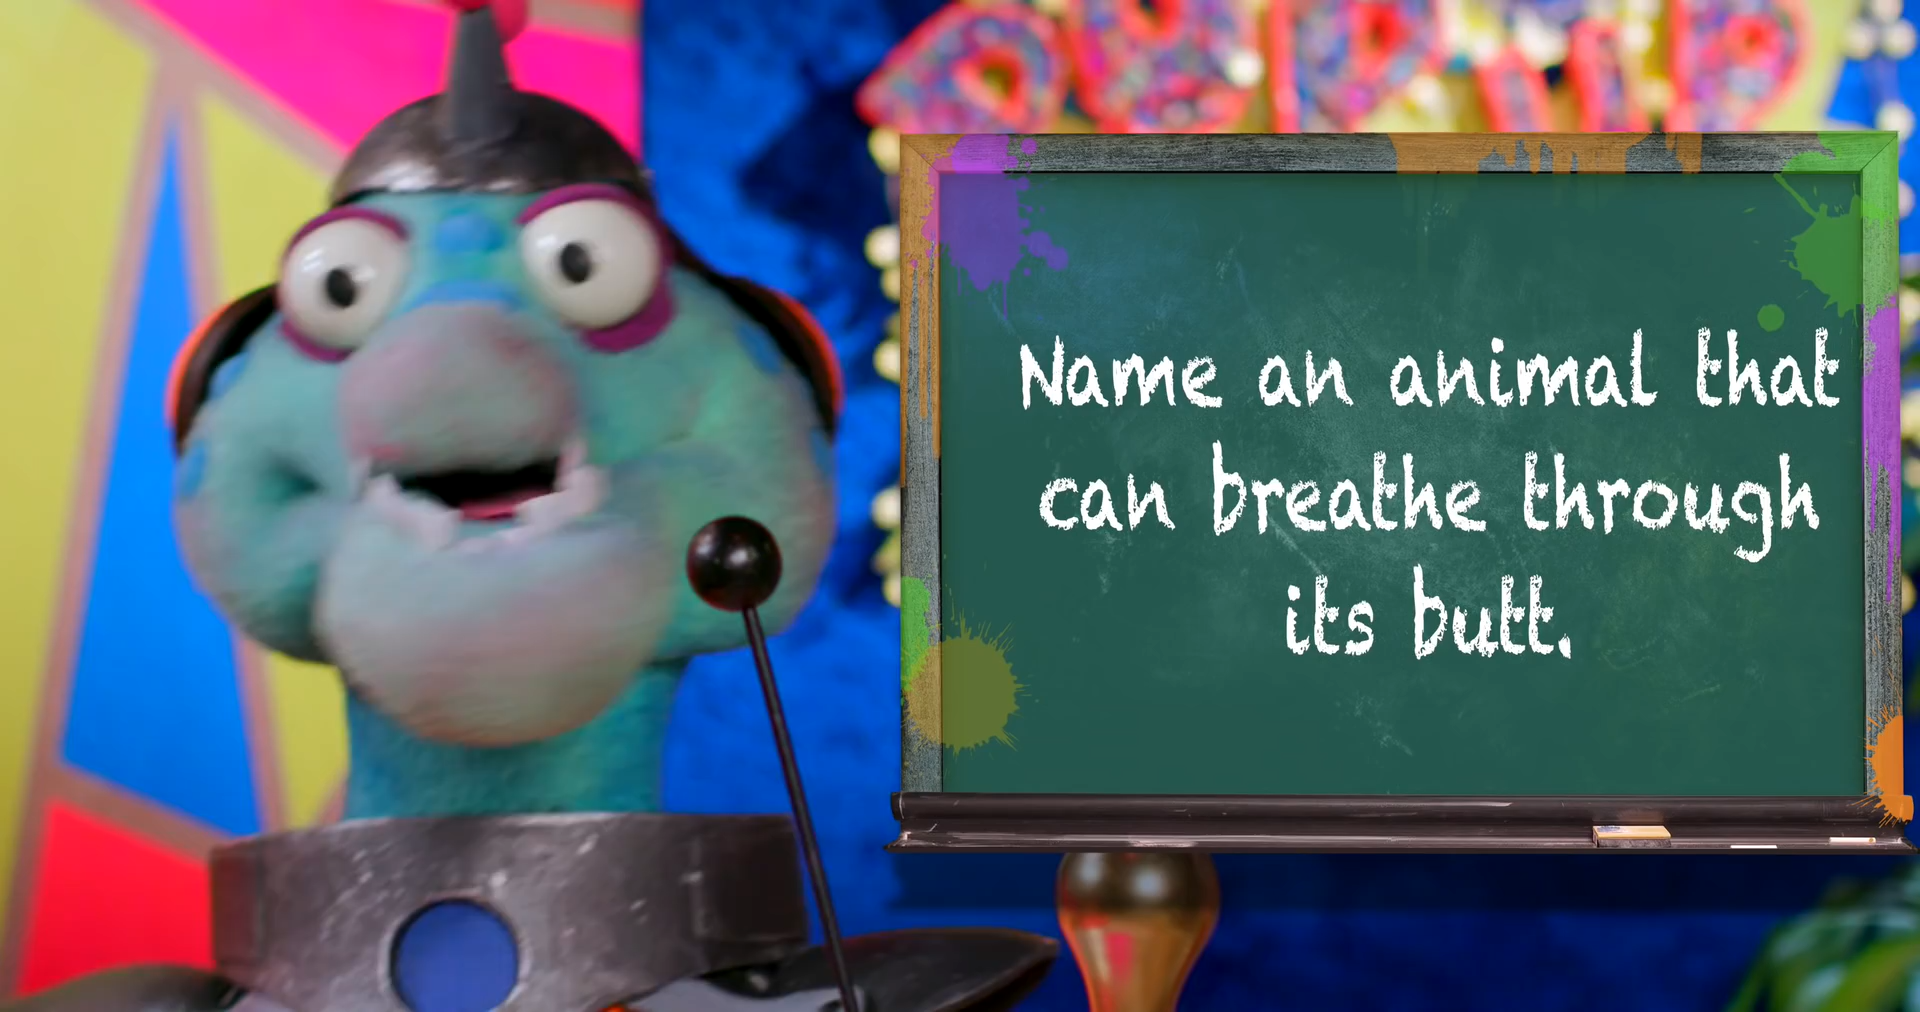 Name an animal that
can breathe through
its butt.